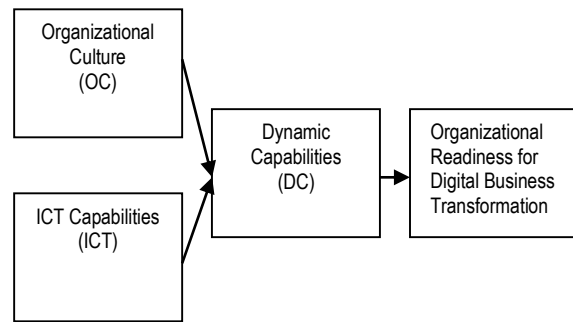 Organizational
Culture
(OC)
ICT Capabilities
(ICT)
Dynamic
Capabilities
(DC)
Organizational
Readiness for
Digital Business
Transformation